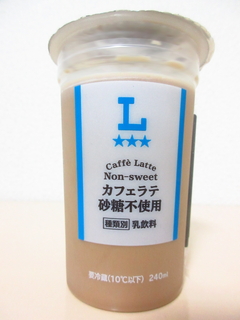 L
★★★
Caffè Latte
Non-sweet
カフェラテ
砂糖不使用
種類別 乳飲料
要冷蔵(10℃以下) 240ml